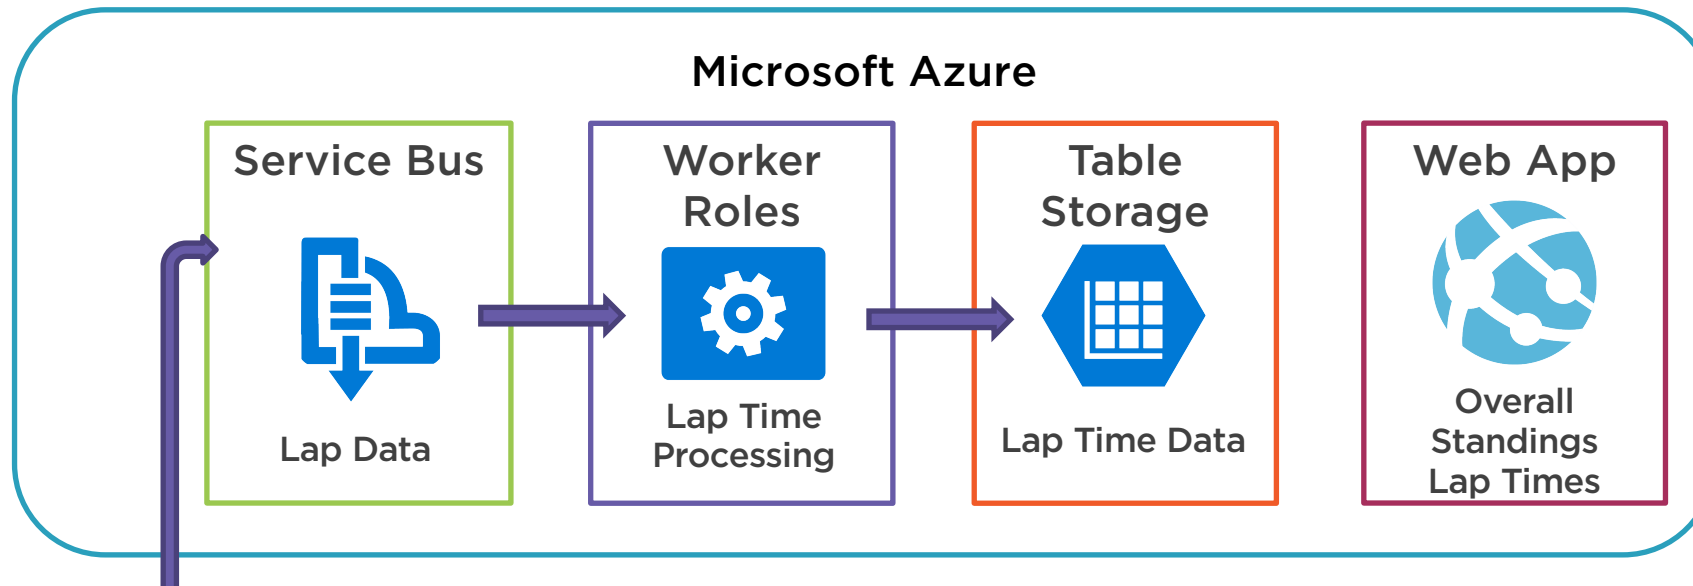 Microsoft Azure
Service Bus
Lap Data
Worker
Roles
Lap Time
Processing
Table
Storage
Lap Time Data
Web App
Overall
Standings
Lap Times